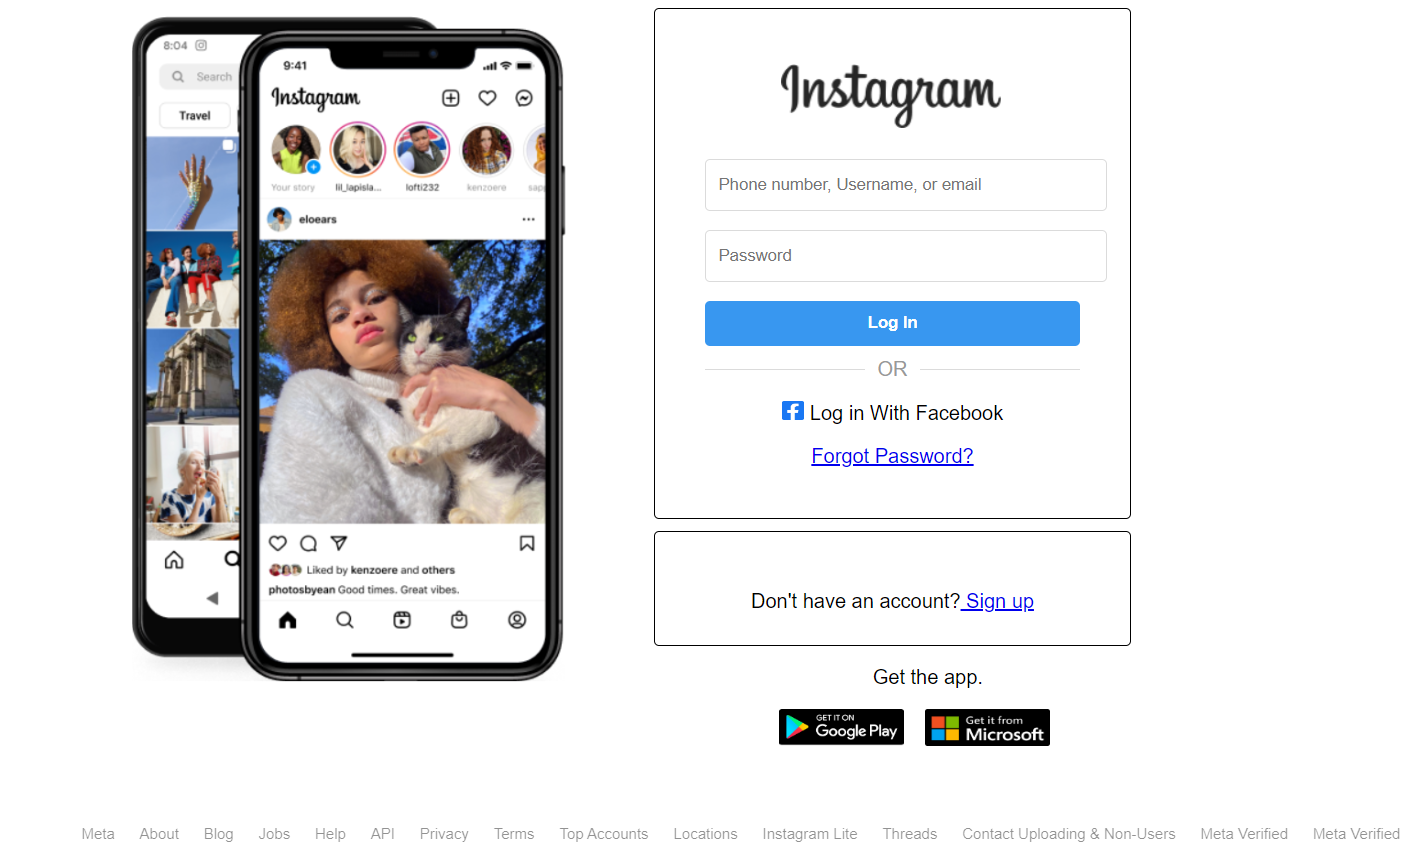 8:04
Search
Travel
9:41
Instagram
Your story
lil_lapisla...
lofti232
kenzoere
sap
eloears
Liked by kenzoere and others
photosbyean Good times. Great vibes.
Instagram
Phone number, Username, or email
Password
Log In
OR
Log in With Facebook
Forgot Password?
Don't have an account? Sign up
Get the app.
GET IT ON
Google Play
Get it from
Microsoft
Meta About Blog Jobs Help API Privacy Terms Top Accounts Locations Instagram Lite Threads Contact Uploading & Non-Users Meta Verified Meta Verified